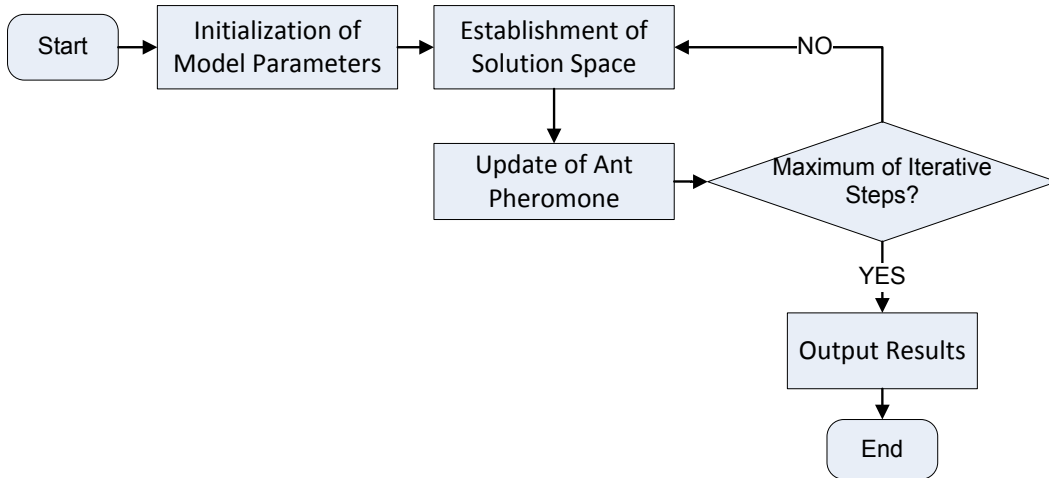 Start
Initialization of
Model Parameters
Establishment of
Solution Space
NO
Update of Ant
Pheromone
Maximum of Iterative
Steps?
YES
Output Results
End